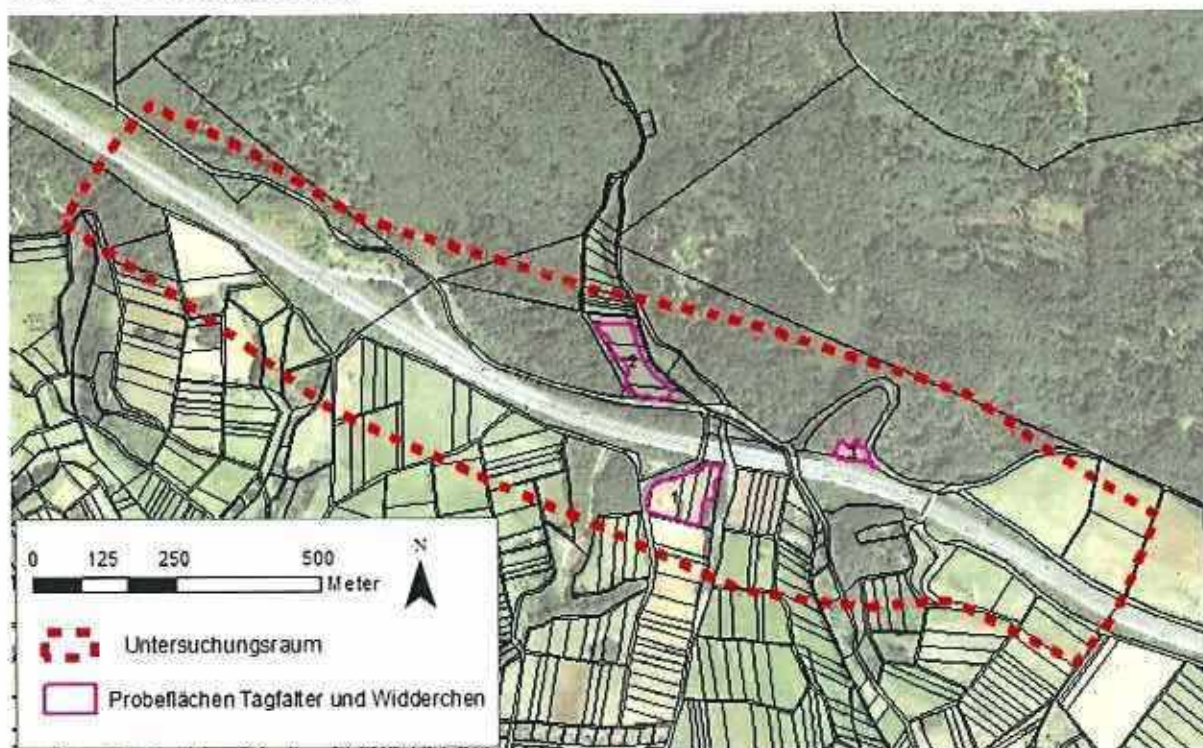 0 125 250 500
Meter
N
Untersuchungsraum
Probeflächen Tagfalter und Widderchen